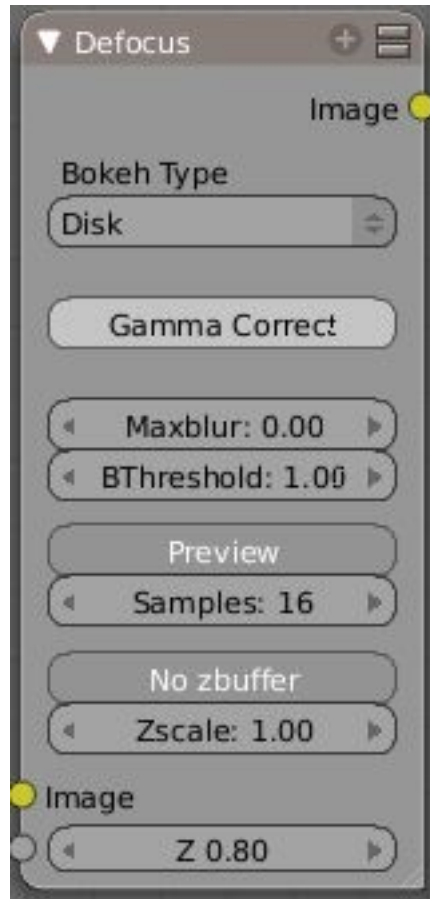 Defocus
Image
Bokeh Type
Disk
Gamma Correct
Maxblur: 0.00
BThreshold: 1.00
Preview
Samples: 16
No zbuffer
Zscale: 1.00
Image
Z 0.80